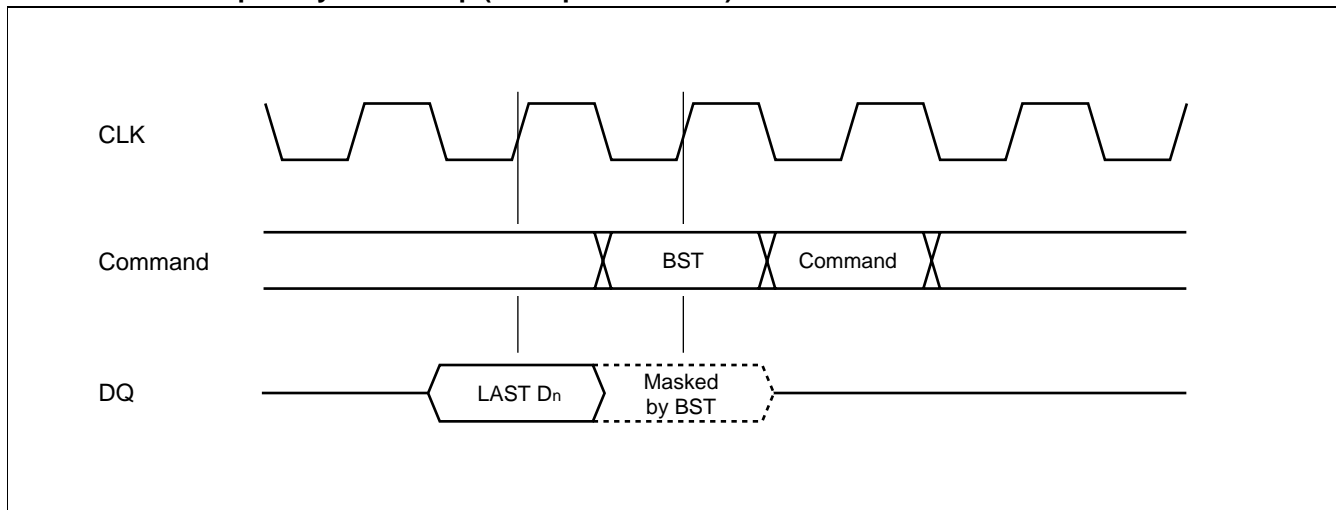 CLK
Command
BST
Command
DQ
LAST Dn
Masked
by BST